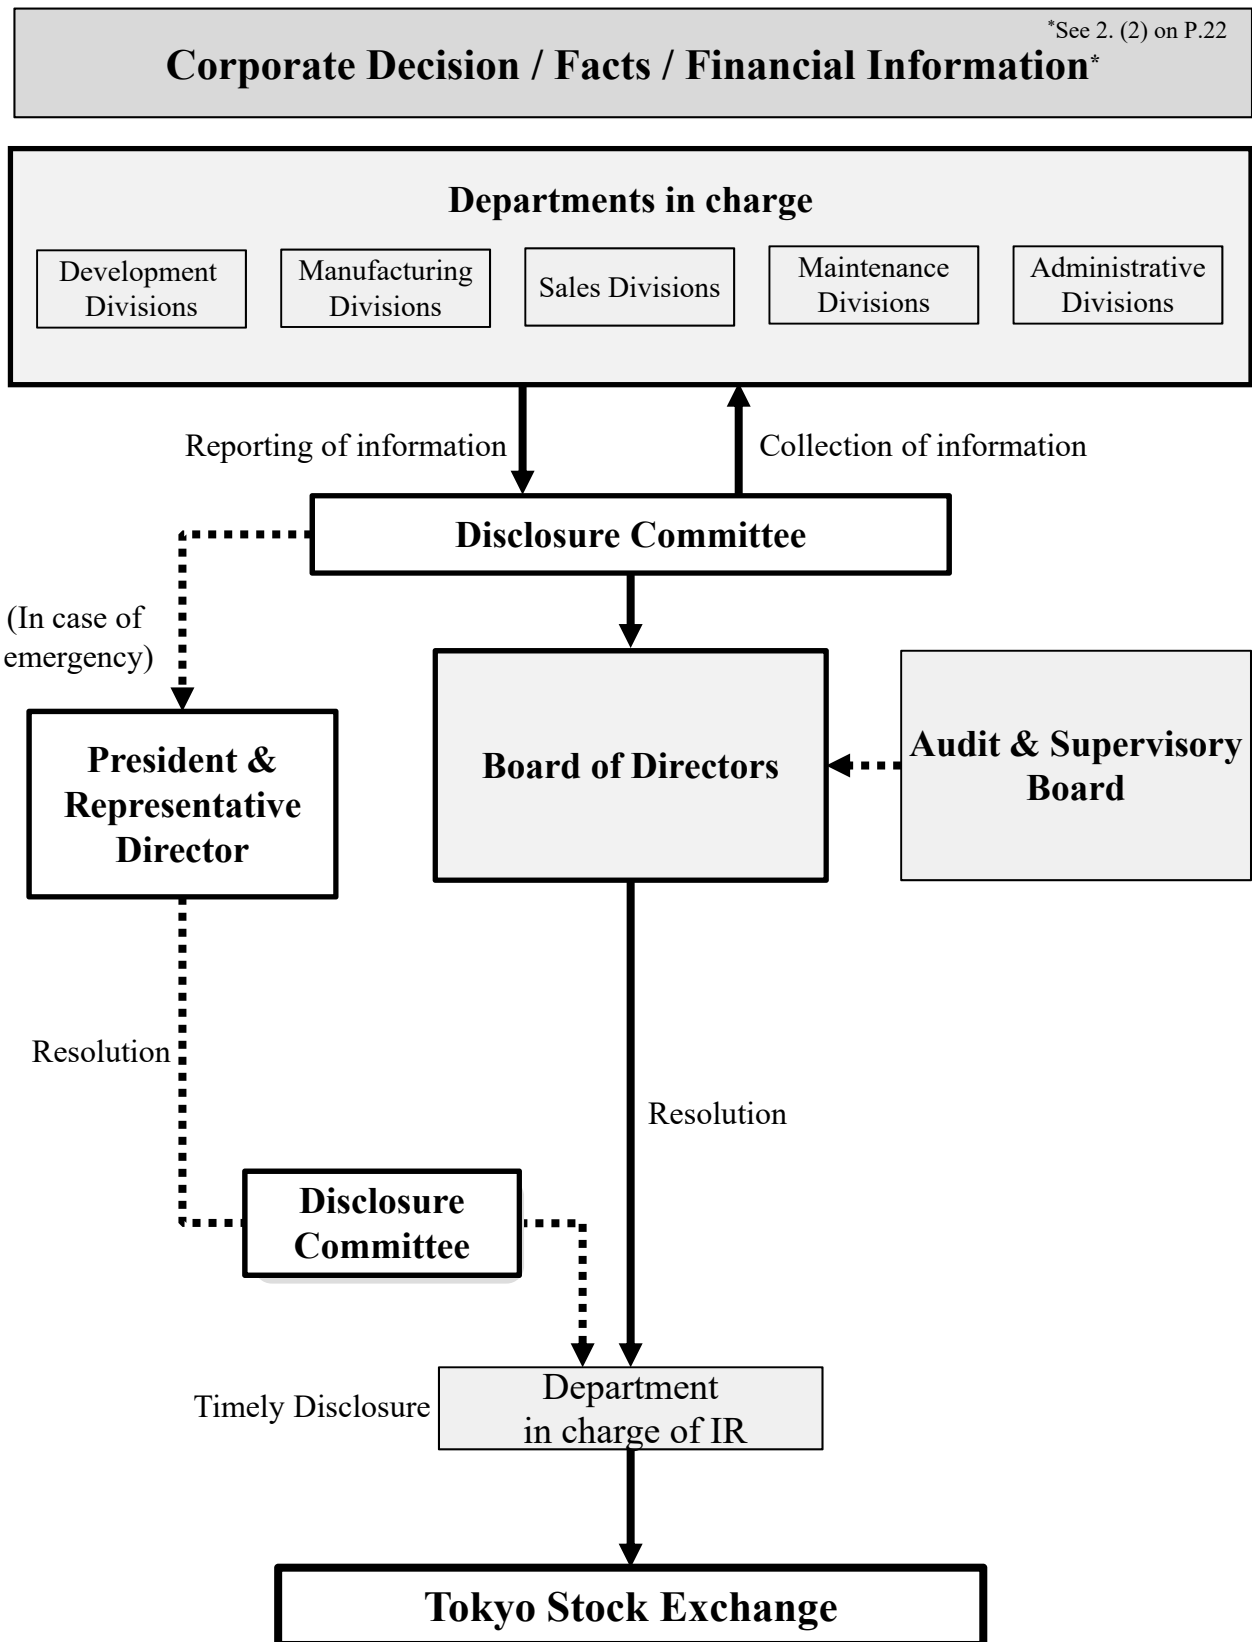 *See 2. (2) on P.22
Corporate Decision / Facts / Financial Information*
Departments in charge
Development
Divisions
Manufacturing
Divisions
Sales Divisions
Maintenance
Divisions
Administrative
Divisions
Reporting of information
Collection of information
Disclosure Committee
(In case of
emergency)
President &
Representative
Director
Board of Directors
Audit & Supervisory
Board
Resolution
Resolution
Disclosure
Committee
Timely Disclosure
Department
in charge of IR
Tokyo Stock Exchange